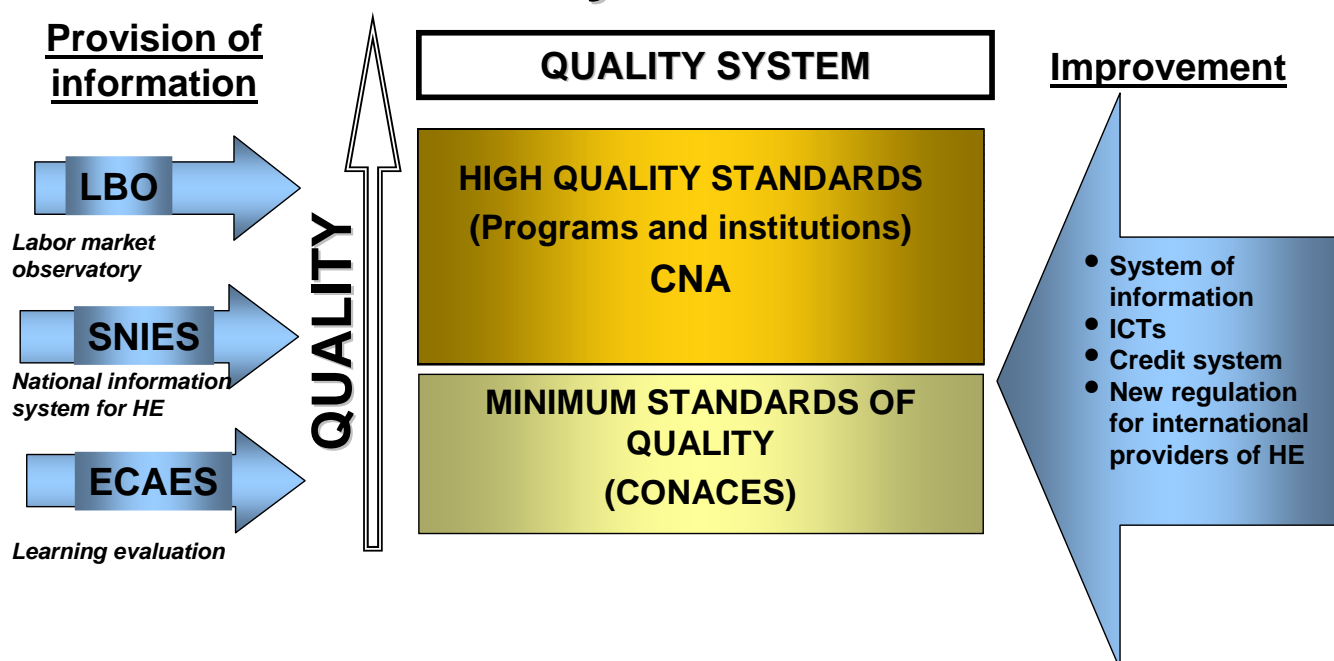 Provision of
information
LBO
Labor market
observatory
SNIES
National information
system for HE
ECAES
Learning evaluation
QUALITY
QUALITY SYSTEM
HIGH QUALITY STANDARDS
(Programs and institutions)
CNA
MINIMUM STANDARDS OF
QUALITY
(CONACES)
Improvement
• System of
information
• ICTs
• Credit system
• New regulation
for international
providers of HE